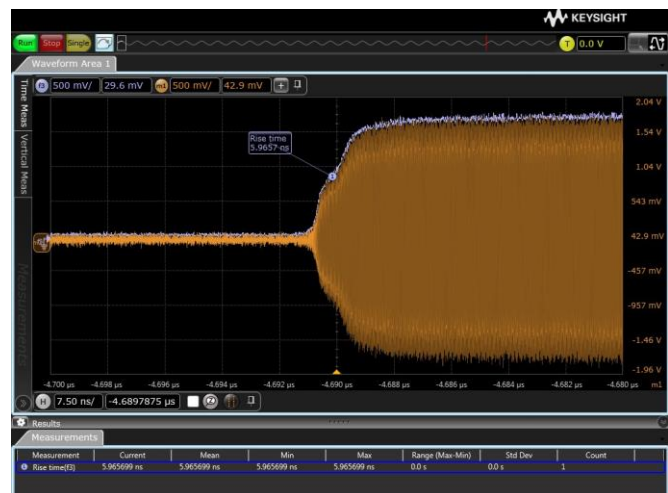 KEYSIGHT
Run Stop Single T 0.0 V
Waveform Area 1
f3 500 mV/ 29.6 mV m1 500 mV/ 42.9 mV +
Time Meas
Vertical Meas
Measurements
Rise time
5.9657 ns
2.04 V
1.54 V
1.04 V
543 mV
42.9 mV
-457 mV
-957 mV
-1.46 V
-1.96 V
-4.700 µs -4.698 µs -4.696 µs -4.694 µs -4.692 µs -4.690 µs -4.688 µs -4.686 µs -4.684 µs -4.682 µs -4.680 µs m1
H 7.50 ns/ -4.6897875 µs
Results
Measurements
Measurement Current Mean Min Max Range (Max-Min) Std Dev Count
Rise time(f3) 5.965699 ns 5.965699 ns 5.965699 ns 5.965699 ns 0.0 s 0.0 s 1